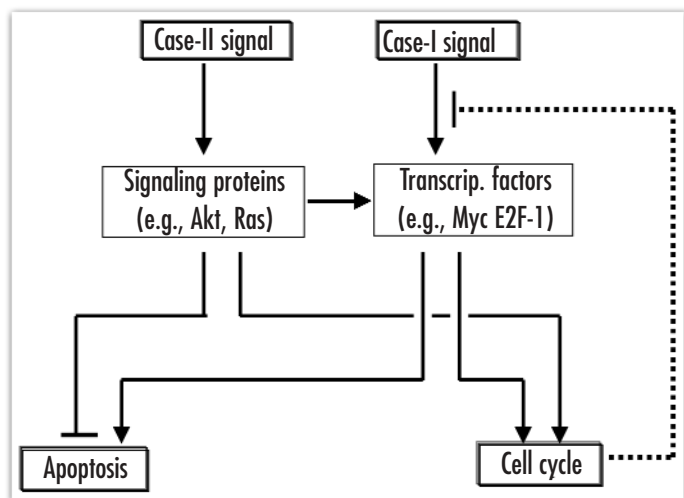 Case-II signal
Case-I signal
Signaling proteins
(e.g., Akt, Ras)
Transcrip. factors
(e.g., Myc E2F-1)
Apoptosis
Cell cycle